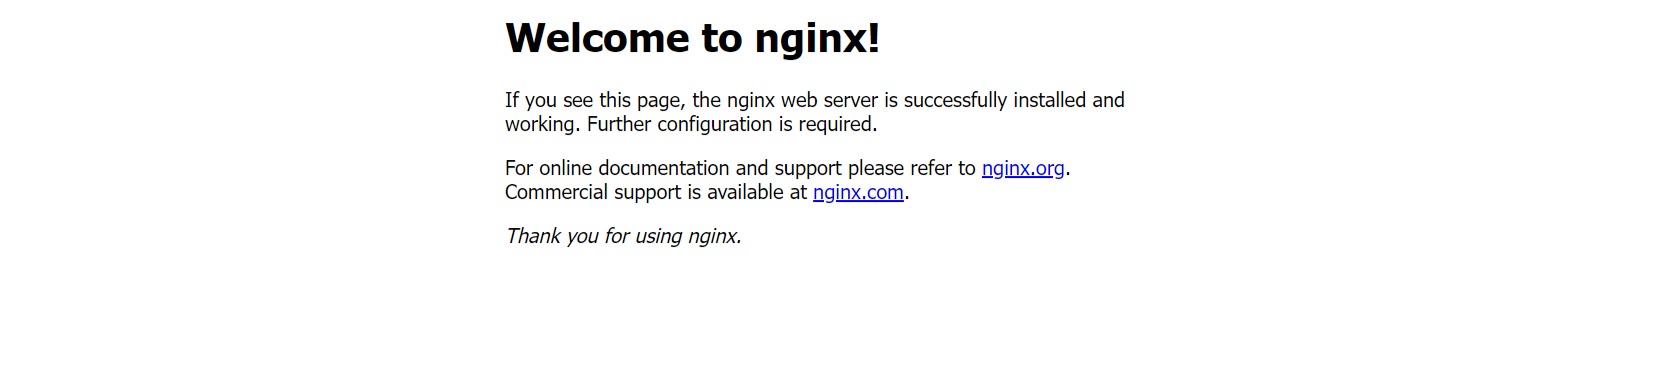 Welcome to nginx!
If you see this page, the nginx web server is successfully installed and
working. Further configuration is required.
For online documentation and support please refer to nginx.org.
Commercial support is available at nginx.com.
Thank you for using nginx.